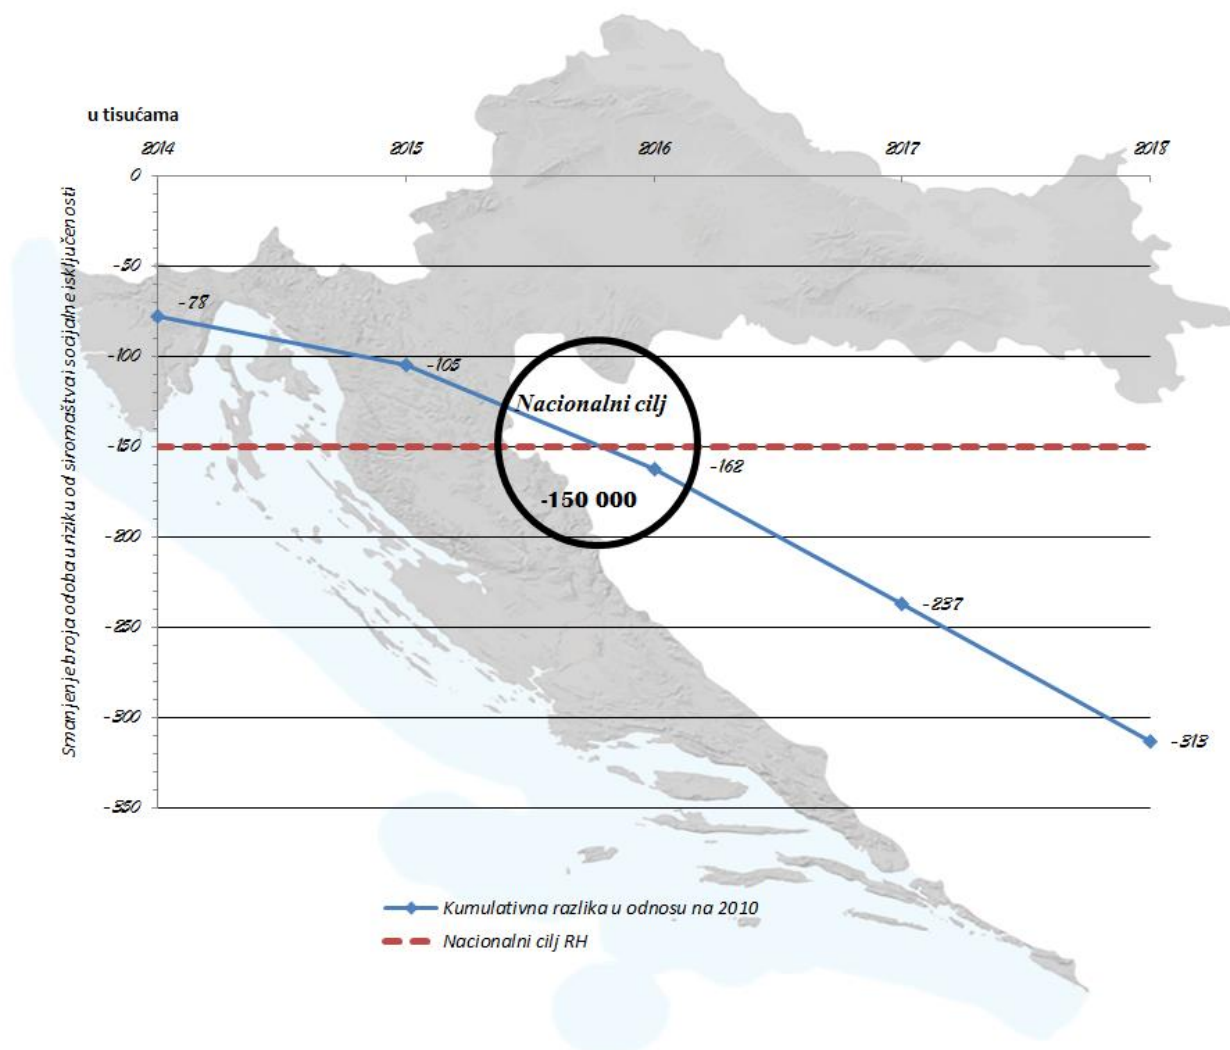 u tisućama
2014 2015 2016 2017 2018
0
-50
-100
-150
-200
-250
-300
-350
Smanjenje broja odoba u riziku od siromaštva i socijalne isključenosti
-78
-105
-162
-237
-313
Nacionalni cilj
-150 000
Kumulativna razlika u odnosu na 2010
Nacionalni cilj RH